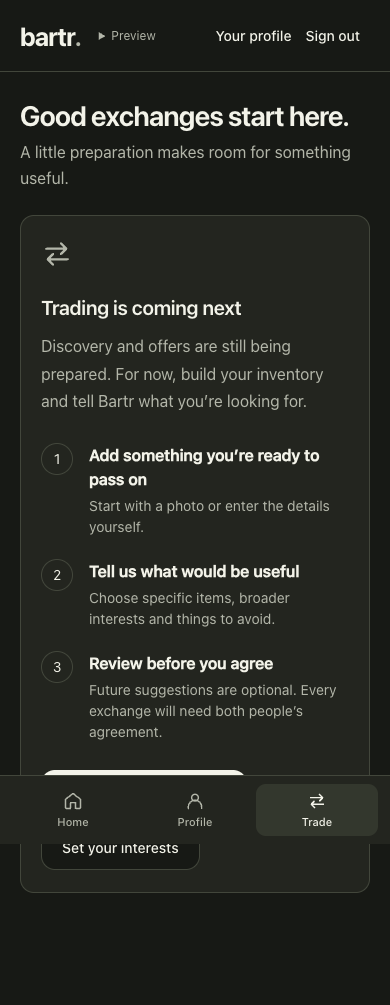 bartr.
Preview
Your profile
Sign out
Good exchanges start here.
A little preparation makes room for something
useful.
Trading is coming next
Discovery and offers are still being
prepared. For now, build your inventory
and tell Bartr what you’re looking for.
1
Add something you’re ready to
pass on
Start with a photo or enter the details
yourself.
2
Tell us what would be useful
Choose specific items, broader
interests and things to avoid.
3
Review before you agree
Future suggestions are optional. Every
exchange will need both people’s
agreement.
Home
Profile
Trade
Set your interests